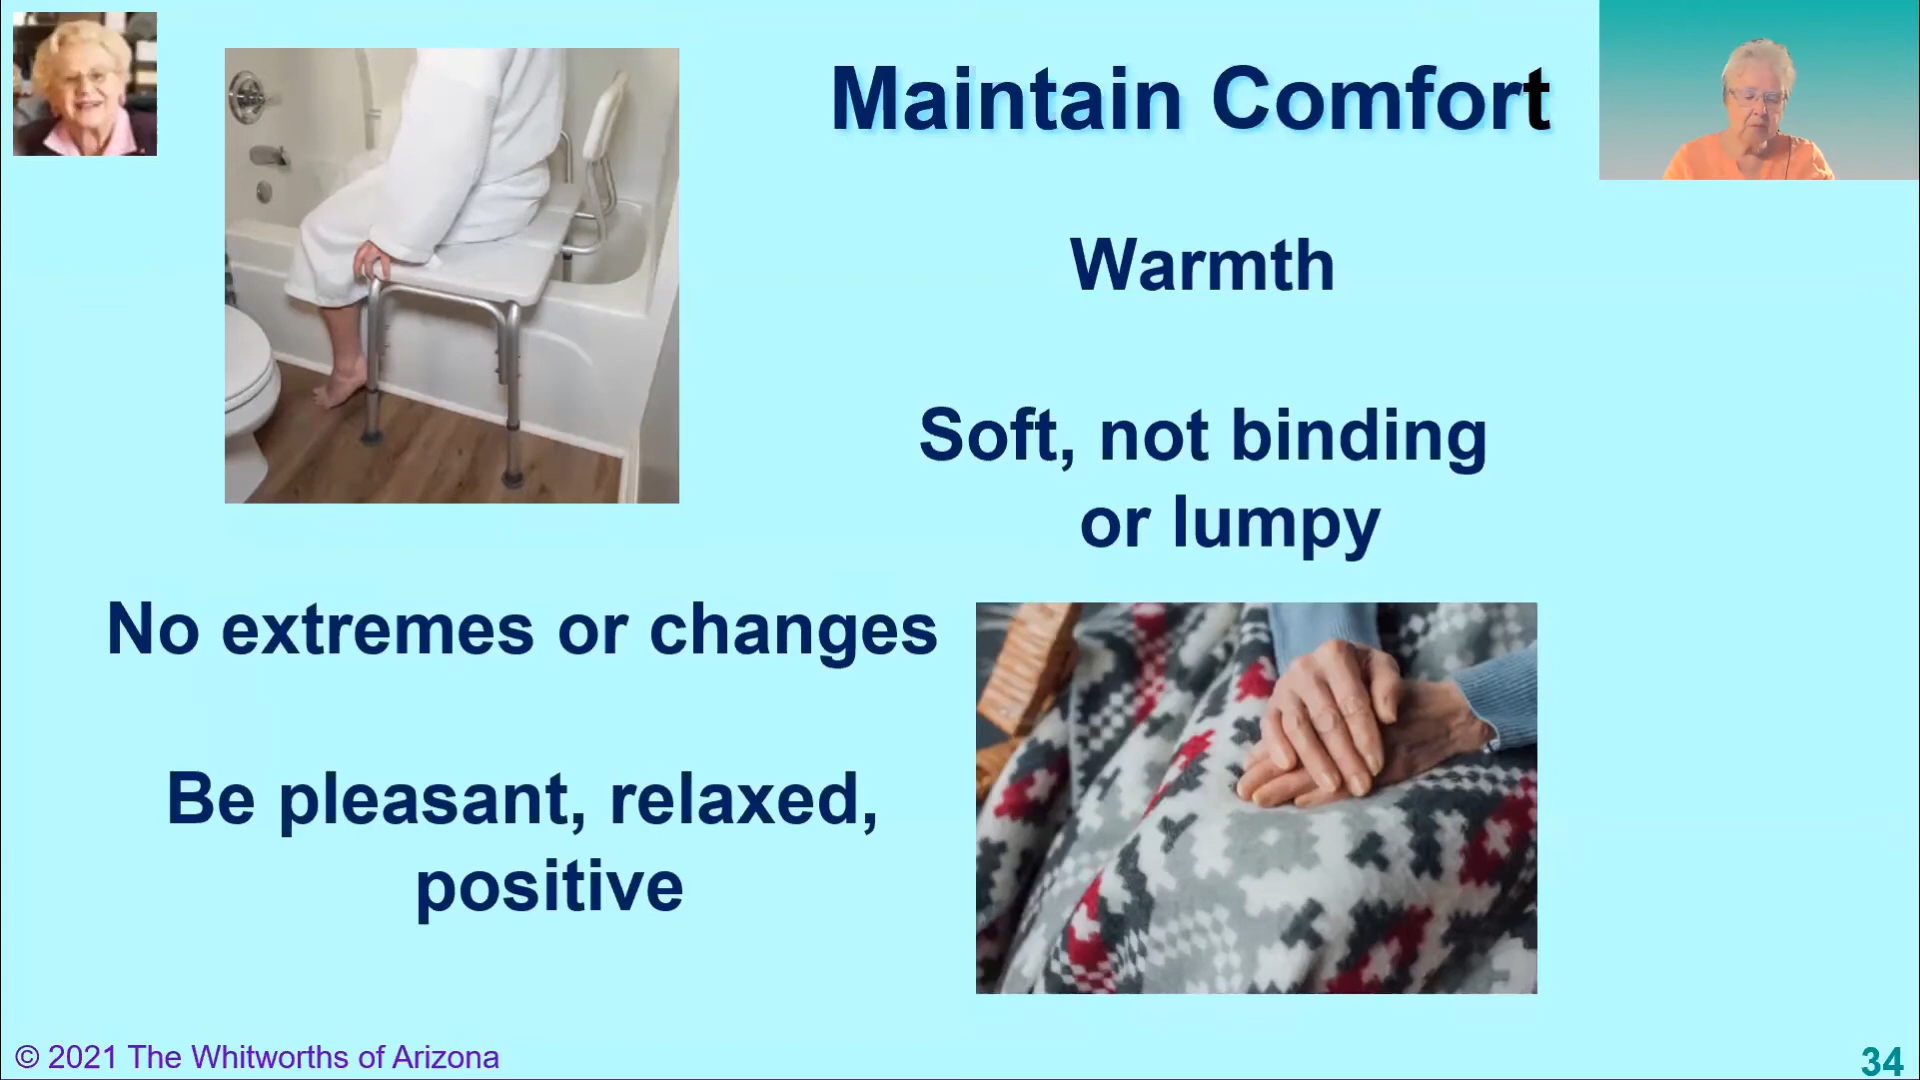 Maintain Comfort
Warmth
Soft, not binding
or lumpy
No extremes or changes
Be pleasant, relaxed,
positive
© 2021 The Whitworths of Arizona
34